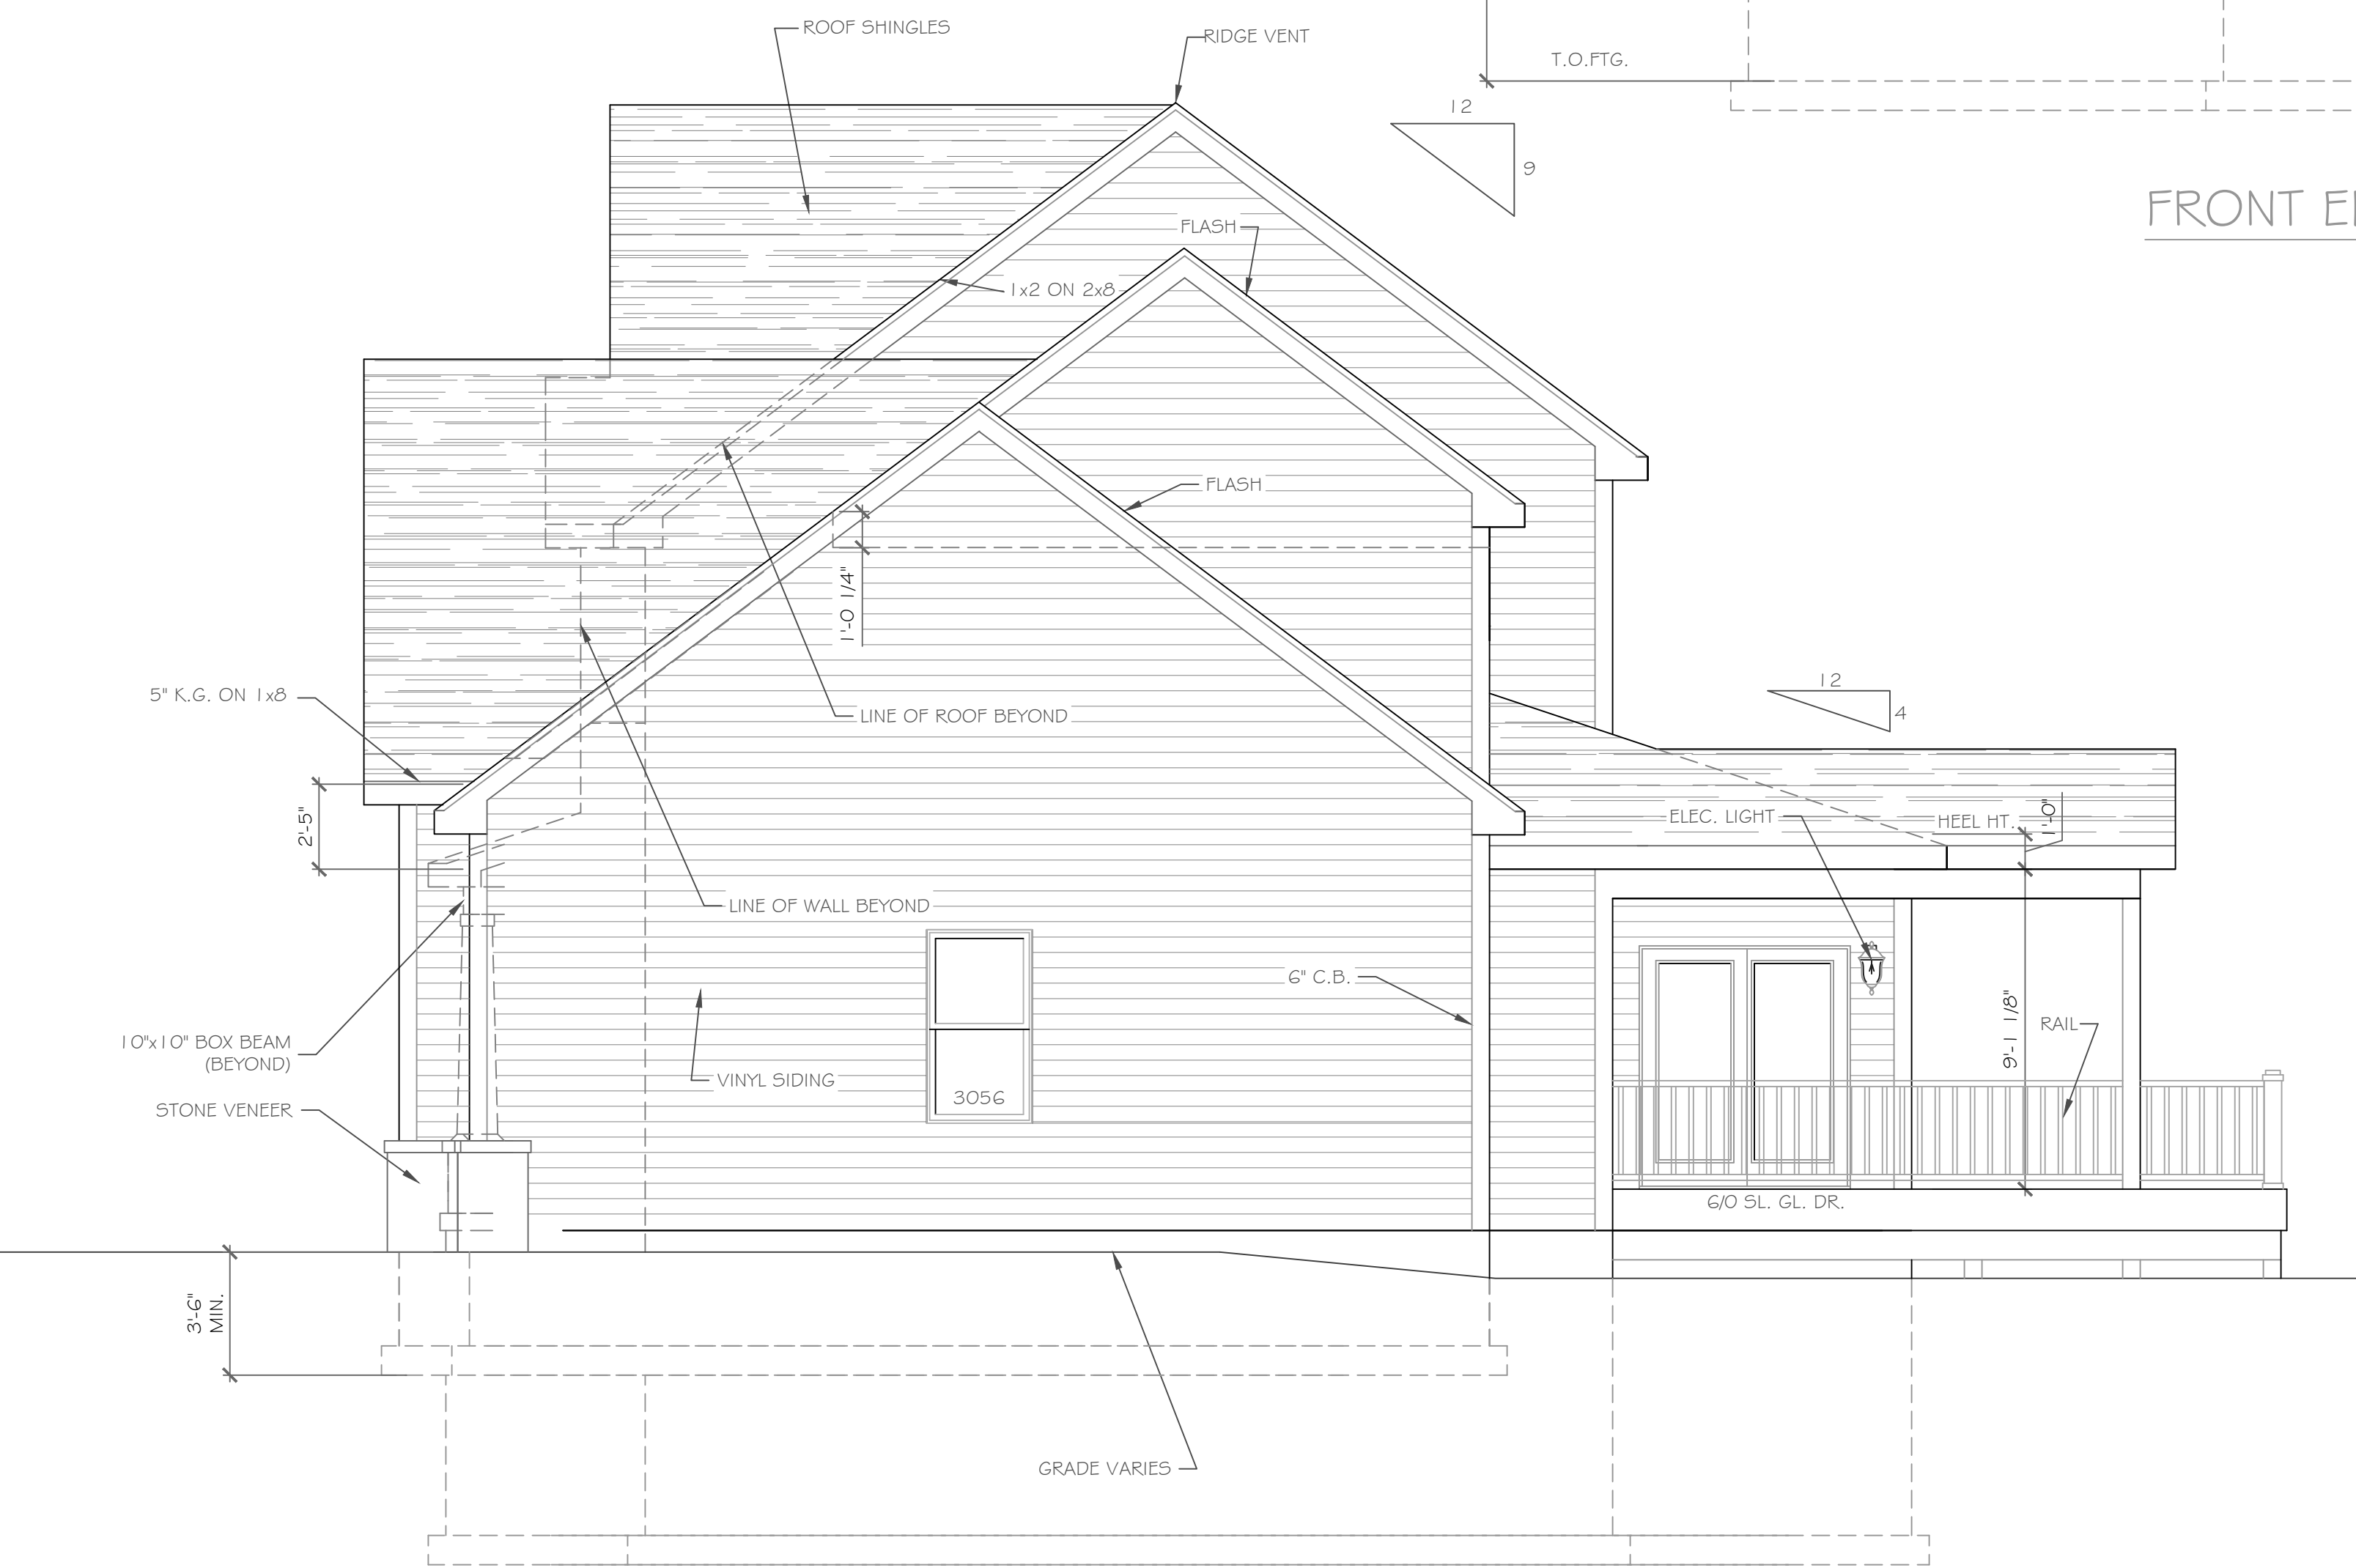 ROOF SHINGLES
RIDGE VENT
T.O.FTG.
12
9
FRONT
FLASH
1x2 ON 2x8
FLASH
1'-0 1/4"
5" K.G. ON 1x8
LINE OF ROOF BEYOND
12
4
2'-5"
ELEC. LIGHT
HEEL HT.
1'-0"
LINE OF WALL BEYOND
6" C.B.
10"x10" BOX BEAM
(BEYOND)
9'-1 1/8"
RAIL
VINYL SIDING
3056
STONE VENEER
6/0 SL. GL. DR.
3'-6"
MIN.
GRADE VARIES